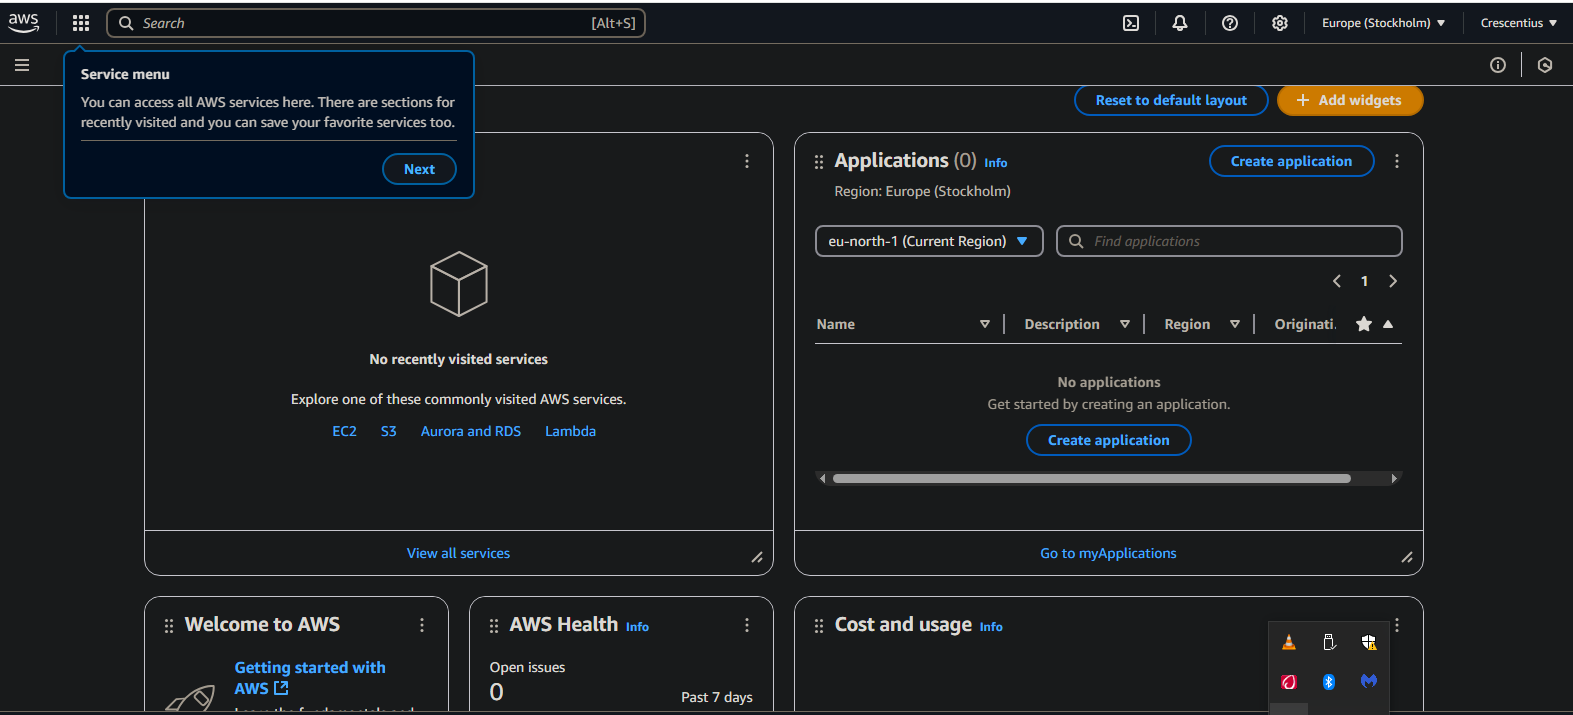 aws
Search
[Alt+S]
Europe (Stockholm)
Crescentius
Service menu
You can access all AWS services here. There are sections for
recently visited and you can save your favorite services too.
Next
Reset to default layout
+ Add widgets
No recently visited services
Explore one of these commonly visited AWS services.
EC2 S3 Aurora and RDS Lambda
View all services
Applications (0) Info
Create application
Region: Europe (Stockholm)
eu-north-1 (Current Region)
Find applications
1
Name Description Region Originati.
No applications
Get started by creating an application.
Create application
Go to myApplications
Welcome to AWS
Getting started with
AWS
AWS Health Info
Open issues
0
Past 7 days
Cost and usage Info